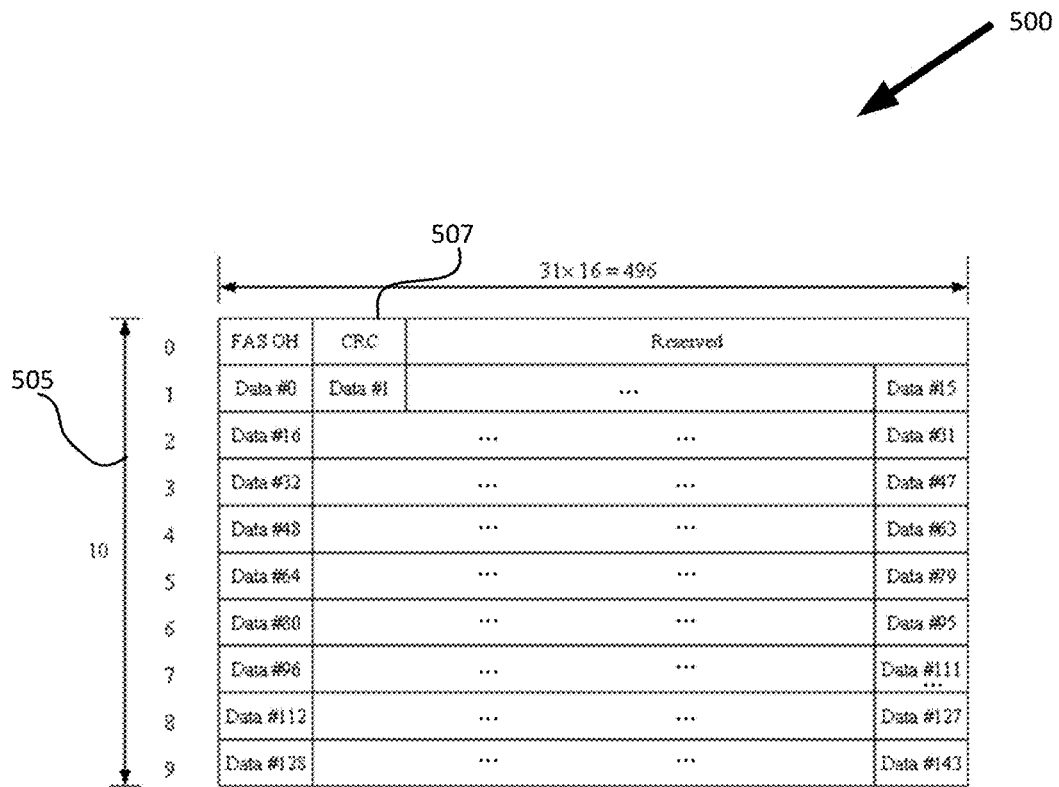 500
507
31× 16 = 496
0 FAS OH CRC Reserved
505
1 Data #0 Data #1 ... Data #15
2 Data #16 ... ... Data #31
3 Data #32 ... ... Data #47
4 Data #48 ... ... Data #63
10
5 Data #64 ... ... Data #79
6 Data #80 ... ... Data #95
7 Data #96 ... ... Data #111
...
8 Data #112 ... ... Data #127
9 Data #128 ... ... Data #143